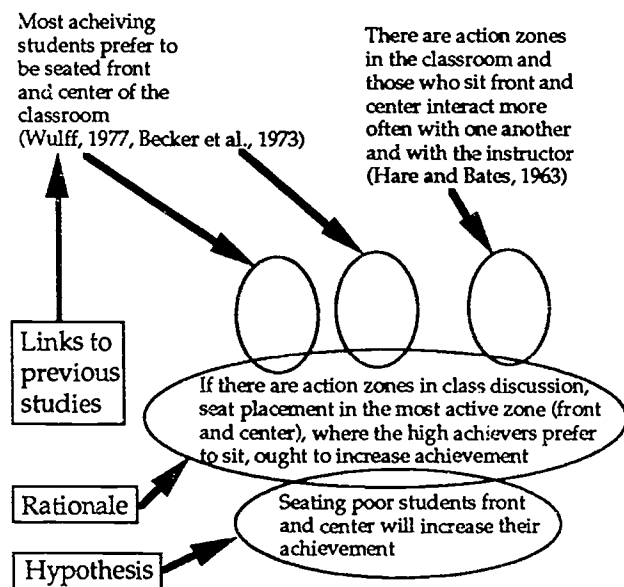 Most acheiving
students prefer to
be seated front
and center of the
classroom
(Wulff, 1977, Becker et al., 1973)
There are action zones
in the classroom and
those who sit front and
center interact more
often with one another
and with the instructor
(Hare and Bates, 1963)
Links to
previous
studies
If there are action zones in class discussion,
seat placement in the most active zone (front
and center), where the high achievers prefer
to sit, ought to increase achievement
Rationale
Seating poor students front
and center will increase their
achievement
Hypothesis